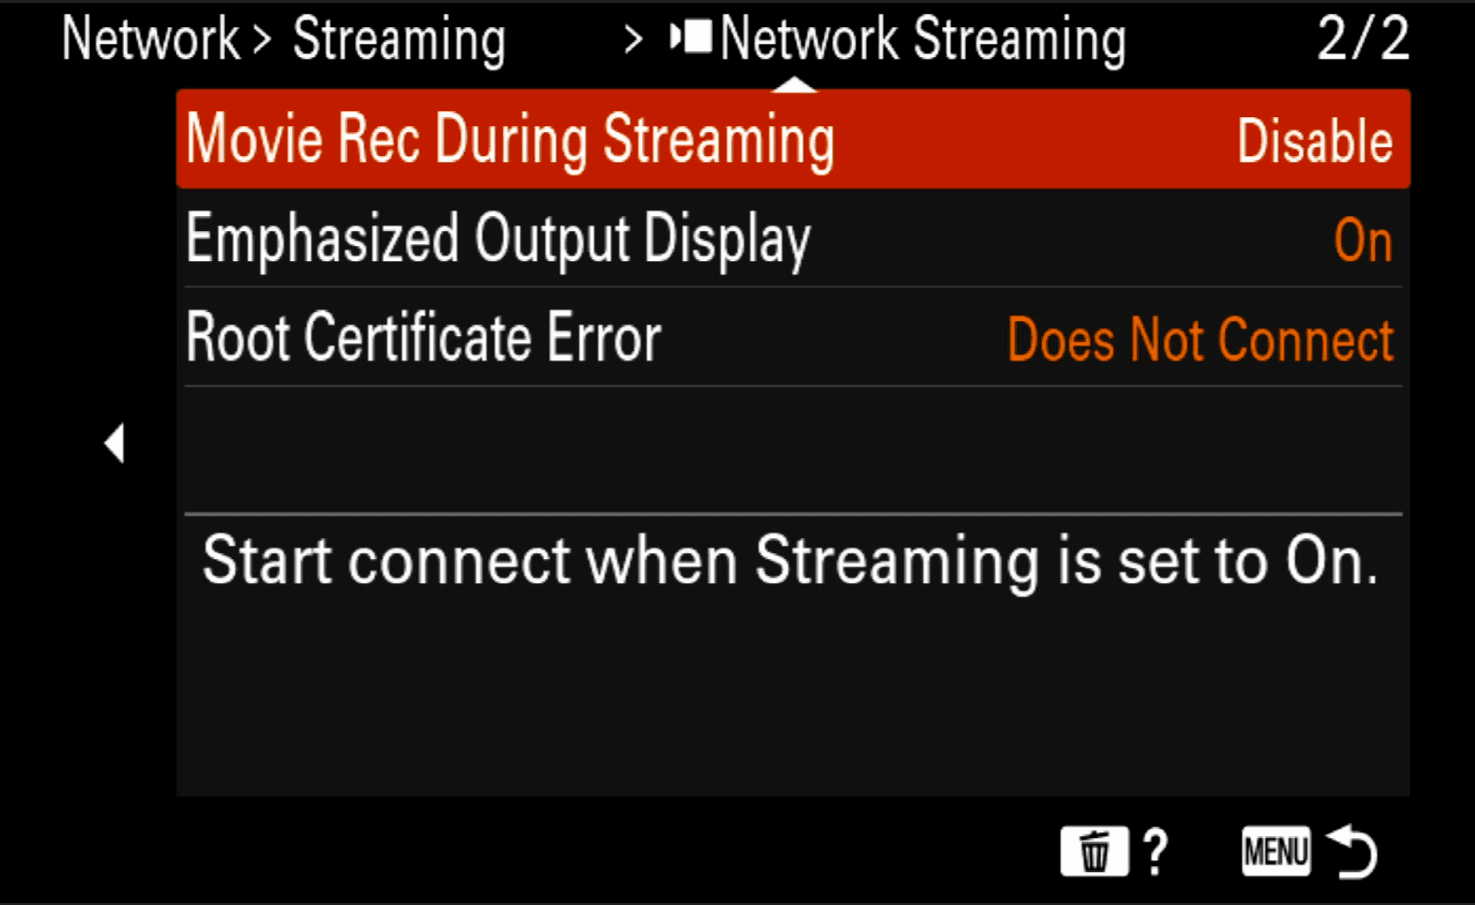 Network > Streaming > Network Streaming 2/2
Movie Rec During Streaming Disable
Emphasized Output Display On
Root Certificate Error Does Not Connect
Start connect when Streaming is set to On.
? MENU